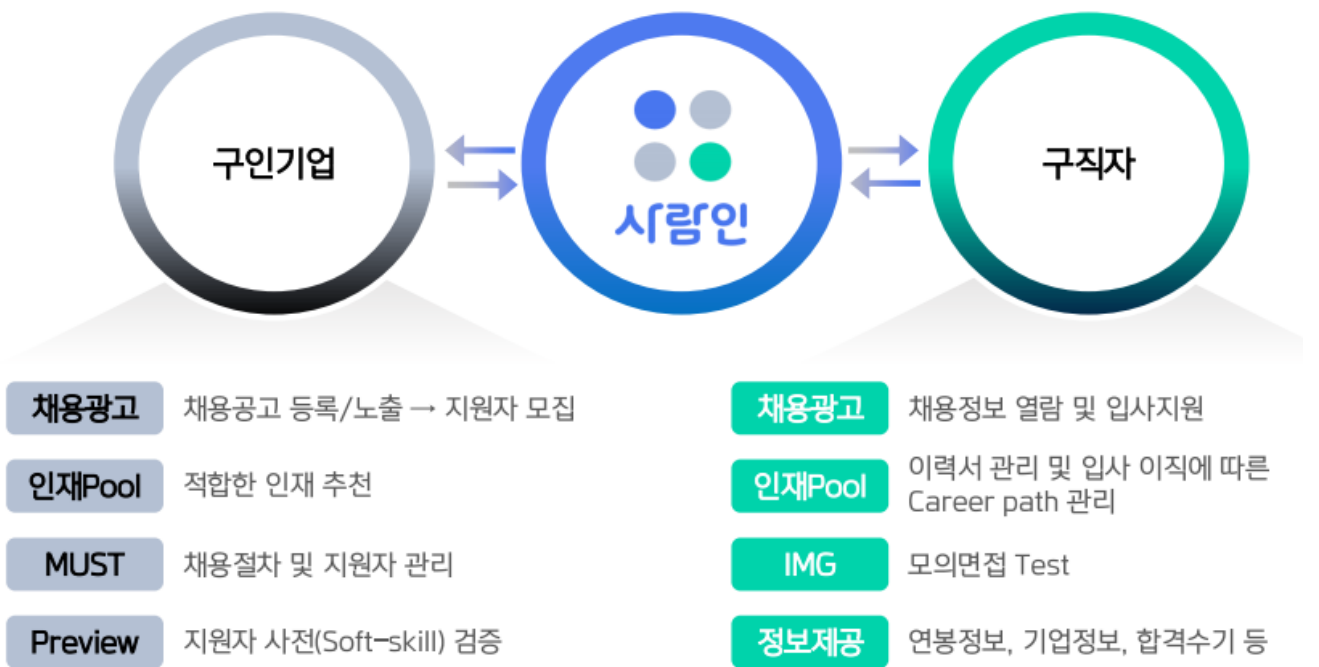 구인기업
사람인
구직자
채용광고 채용공고 등록/노출 → 지원자 모집
인재Pool 적합한 인재 추천
MUST 채용절차 및 지원자 관리
Preview 지원자 사전(Soft-skill) 검증
채용광고 채용정보 열람 및 입사지원
인재Pool 이력서 관리 및 입사 이직에 따른
Career path 관리
IMG 모의면접 Test
정보제공 연봉정보, 기업정보, 합격수기 등